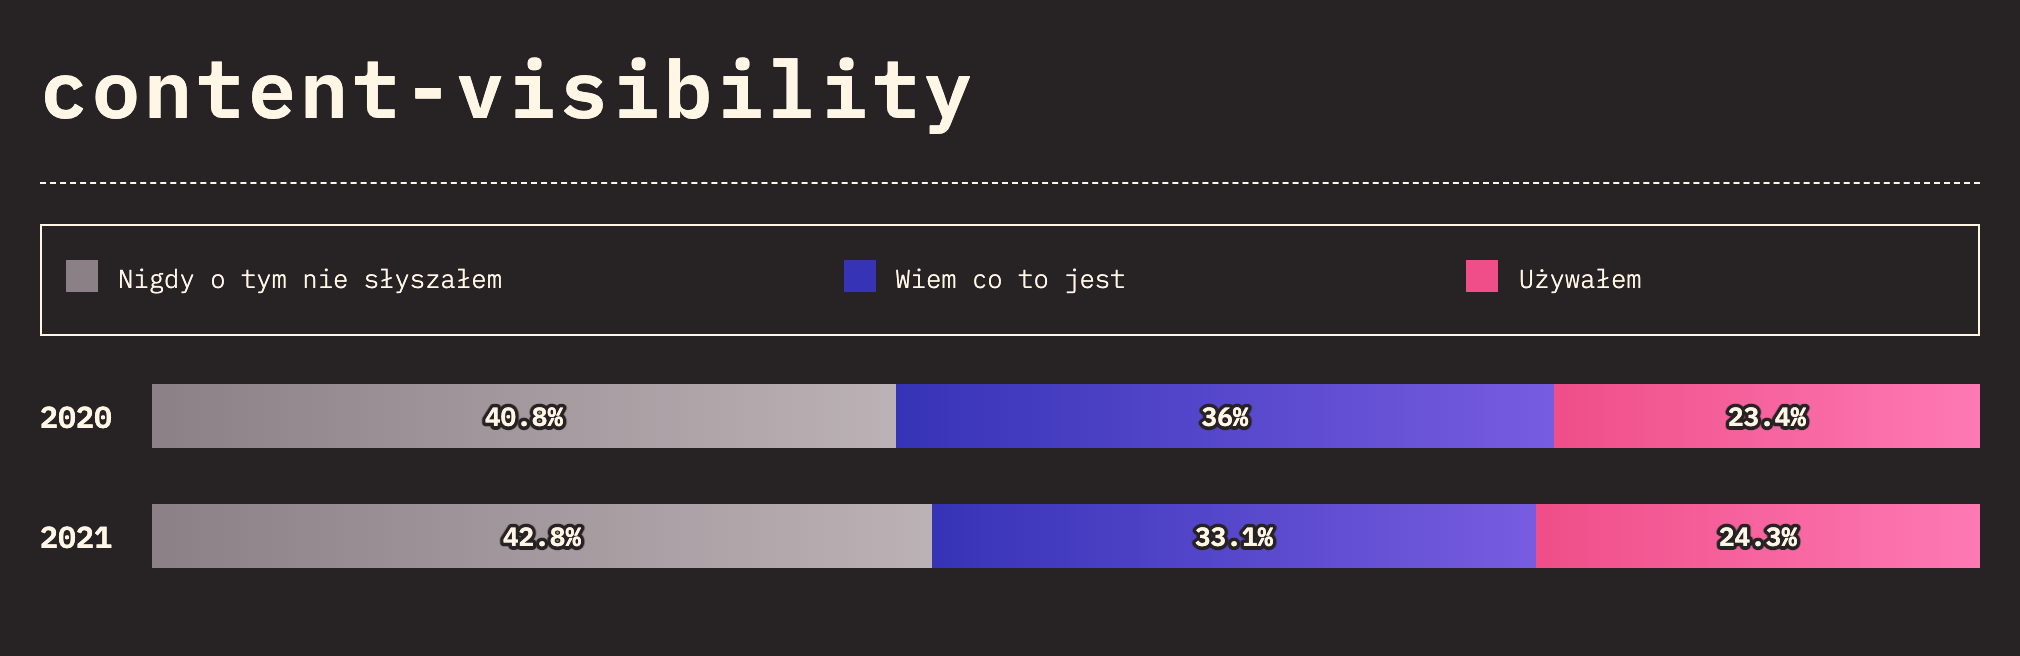 content-visibility
Nigdy o tym nie słyszałem Wiem co to jest Używałem
2020 40.8% 36% 23.4%
2021 42.8% 33.1% 24.3%